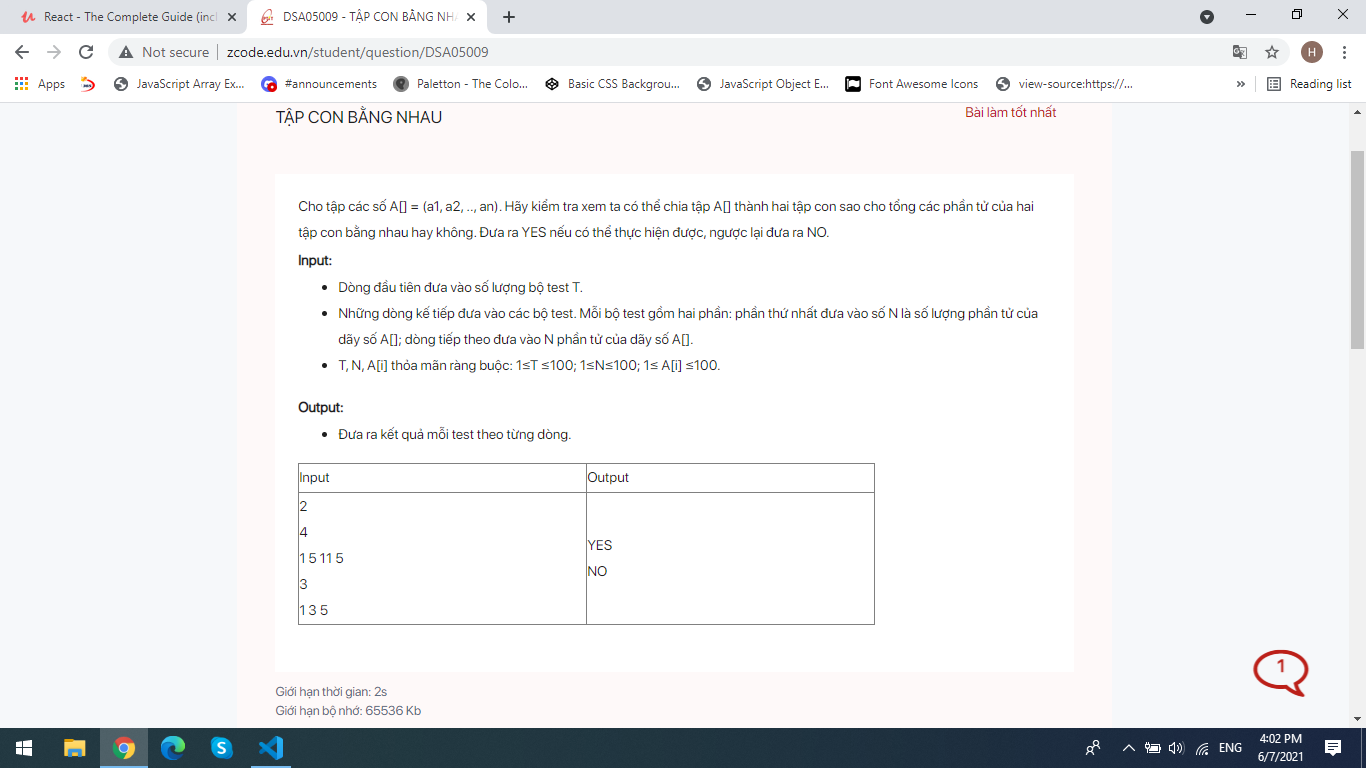 React - The Complete Guide (incl
DSA05009 - TẬP CON BẰNG NH
Not secure
zcode.edu.vn/student/question/DSA05009
H
Apps
JavaScript Array Ex...
#announcements
Paletton - The Colo...
Basic CSS Backgrou...
JavaScript Object E...
Font Awesome Icons
view-source:https://...
»
Reading list
TẬP CON BẰNG NHAU
Bài làm tốt nhất
Cho tập các số A[] = (a1, a2, .., an). Hãy kiểm tra xem ta có thể chia tập A[] thành hai tập con sao cho tổng các phần tử của hai
tập con bằng nhau hay không. Đưa ra YES nếu có thể thực hiện được, ngược lại đưa ra NO.
Input:
Dòng đầu tiên đưa vào số lượng bộ test T.
Những dòng kế tiếp đưa vào các bộ test. Mỗi bộ test gồm hai phần: phần thứ nhất đưa vào số N là số lượng phần tử của
dãy số A[]; dòng tiếp theo đưa vào N phần tử của dãy số A[].
T, N, A[i] thỏa mãn ràng buộc: 1≤T ≤100; 1≤N≤100; 1≤ A[i] ≤100.
Output:
Đưa ra kết quả mỗi test theo từng dòng.
Input
Output
2
4
1 5 11 5
3
1 3 5
YES
NO
1
Giới hạn thời gian: 2s
Giới hạn bộ nhớ: 65536 Kb
ENG
4:02 PM
6/7/2021